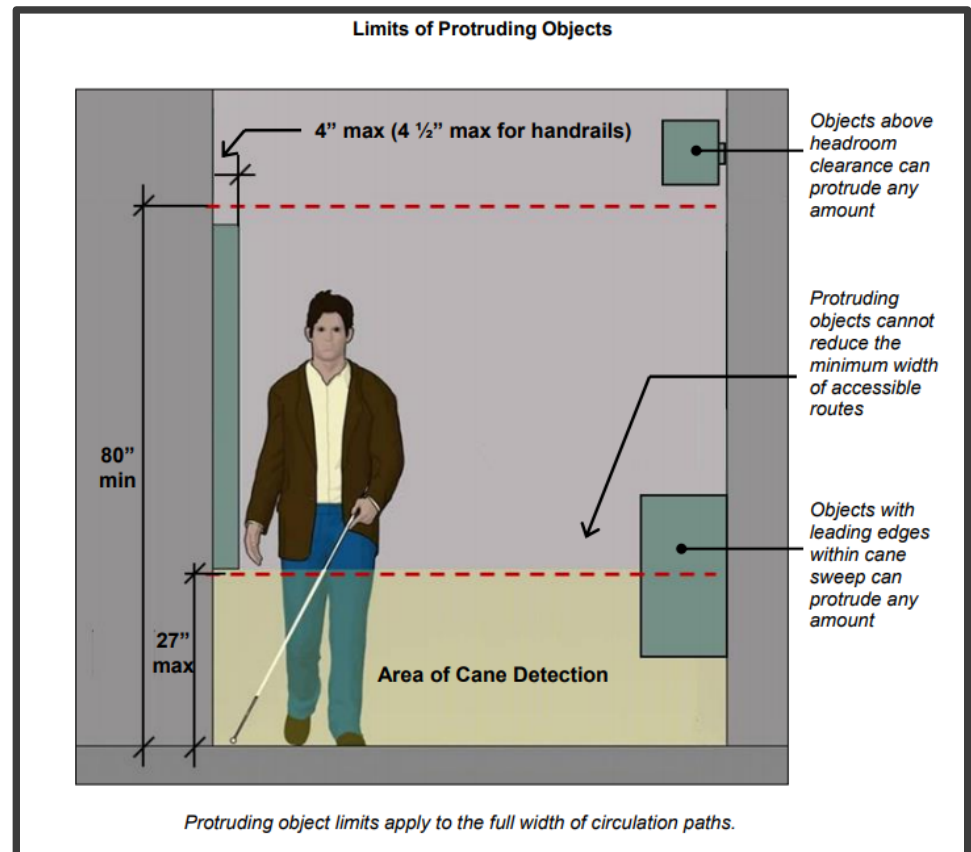 Limits of Protruding Objects
4” max (4 ½” max for handrails)
Objects above
headroom
clearance can
protrude any
amount
Protruding
objects cannot
reduce the
minimum width
of accessible
routes
80”
min
Objects with
leading edges
within cane
sweep can
protrude any
amount
27”
max
Area of Cane Detection
Protruding object limits apply to the full width of circulation paths.